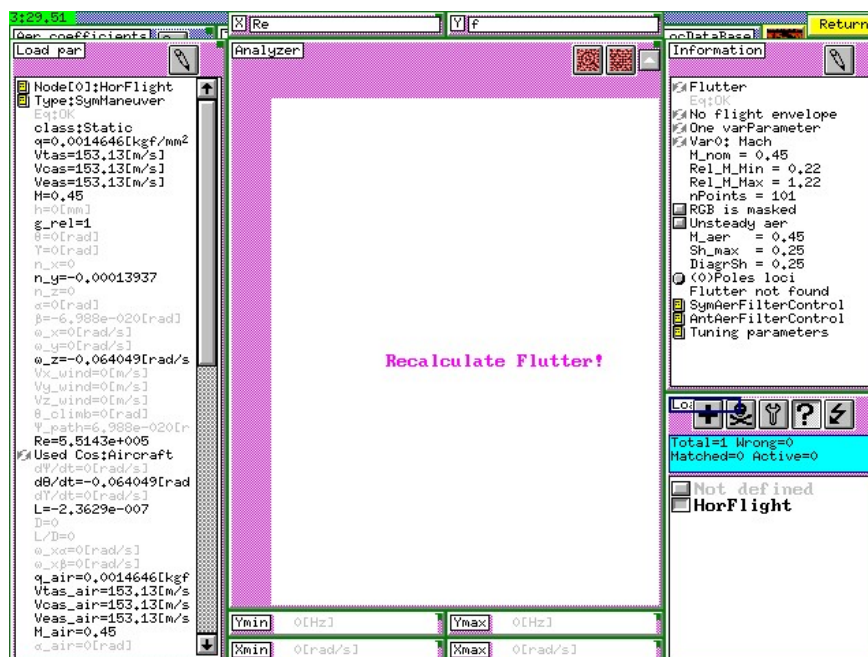 3:29.51
X Re
Y f
Return
Aer coefficients
ocDataBase
Load par
Node[0]:HorFlight
Type:SymManeuver
Eq:OK
class:Static
q=0.0014646[kgf/mm²
Vtas=153.13[m/s]
Vcas=153.13[m/s]
Veas=153.13[m/s]
M=0.45
h=0[mm]
g_rel=1
θ=0[rad]
ϒ=0[rad]
n_x=0
n_y=-0.00013937
n_z=0
α=0[rad]
β=-6.988e-020[rad]
ω_x=0[rad/s]
ω_y=0[rad/s]
ω_z=-0.064049[rad/s
Vx_wind=0[m/s]
Vy_wind=0[m/s]
Vz_wind=0[m/s]
θ_climb=0[rad]
Ψ_path=6.988e-020[r
Re=5.5143e+005
Used Cos:Aircraft
dΨ/dt=0[rad/s]
dθ/dt=-0.064049[rad
dϒ/dt=0[rad/s]
L=-2.3629e-007
D=0
L/D=0
ω_xα=0[rad/s]
ω_xβ=0[rad/s]
q_air=0.0014646[kgf
Vtas_air=153.13[m/s
Vcas_air=153.13[m/s
Veas_air=153.13[m/s
M_air=0.45
α_air=0[rad]
Analyzer
Recalculate Flutter!
Ymin 0[Hz]
Ymax 0[Hz]
Xmin 0[rad/s]
Xmax 0[rad/s]
Information
Flutter
Eq:OK
No flight envelope
One varParameter
Var0: Mach
M_nom = 0.45
Rel_M_Min = 0.22
Rel_M_Max = 1.22
nPoints = 101
RGB is masked
Unsteady aer
M_aer = 0.45
Sh_max = 0.25
DiagrSh = 0.25
(0)Poles loci
Flutter not found
SymAerFilterControl
AntAerFilterControl
Tuning parameters
Loa
Total=1 Wrong=0
Matched=0 Active=0
Not defined
HorFlight